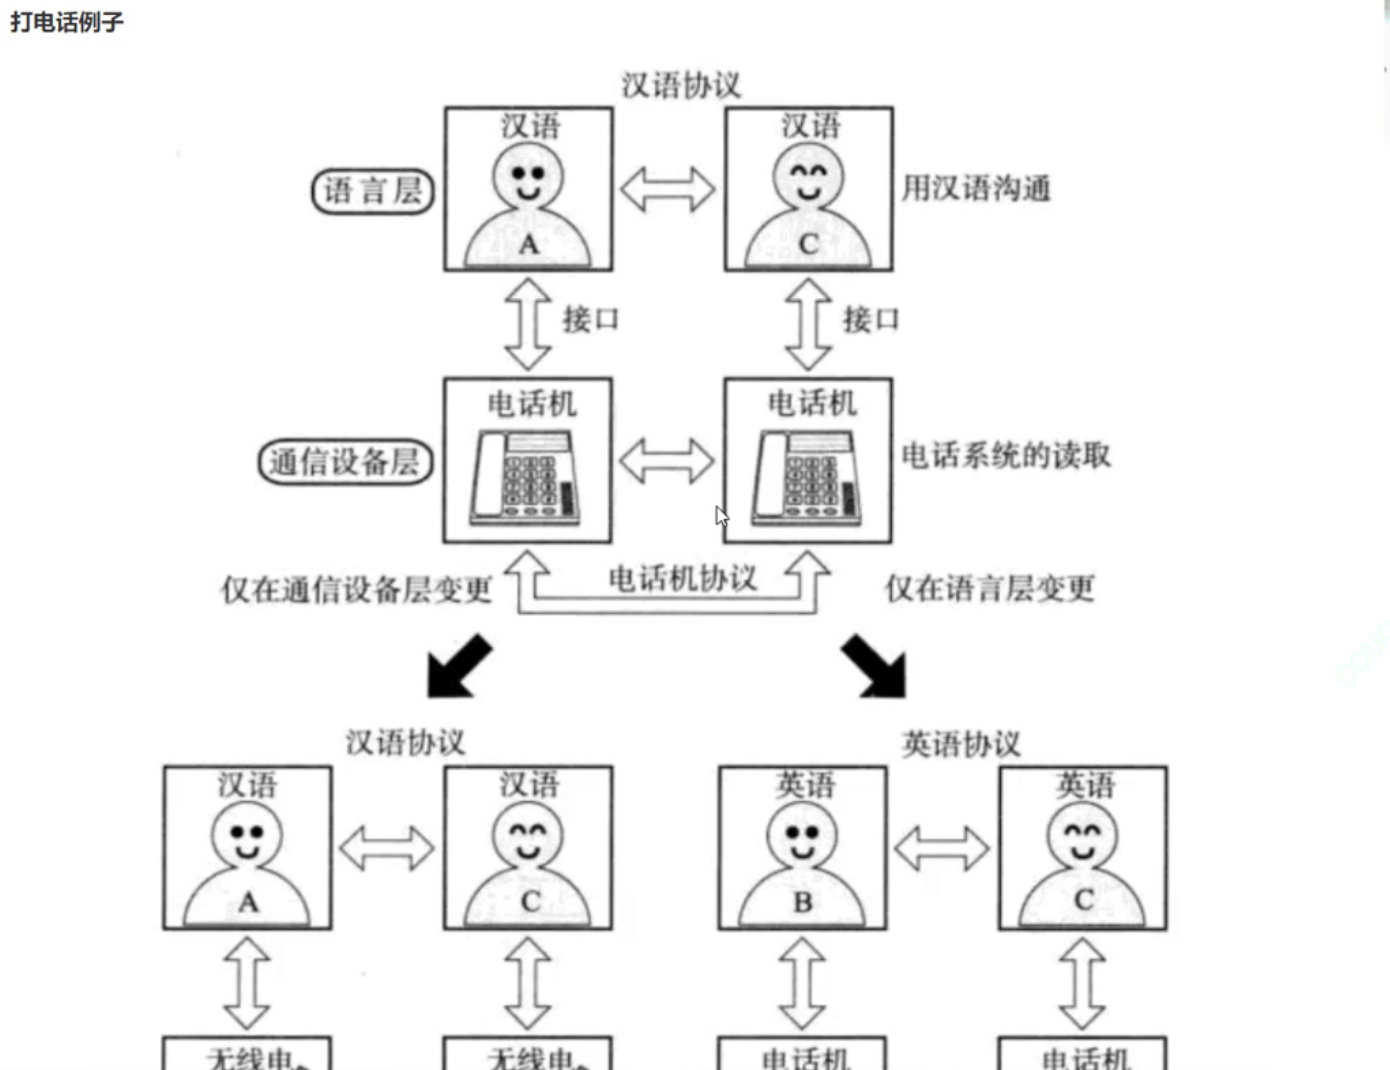 打电话例子
汉语协议
汉语
汉语
语言层
A
C
用汉语沟通
接口
接口
电话机
电话机
通信设备层
电话系统的读取
仅在通信设备层变更
电话机协议
仅在语言层变更
汉语协议
英语协议
汉语
汉语
英语
英语
A
C
B
C
无线电
无线电
电话机
电话机